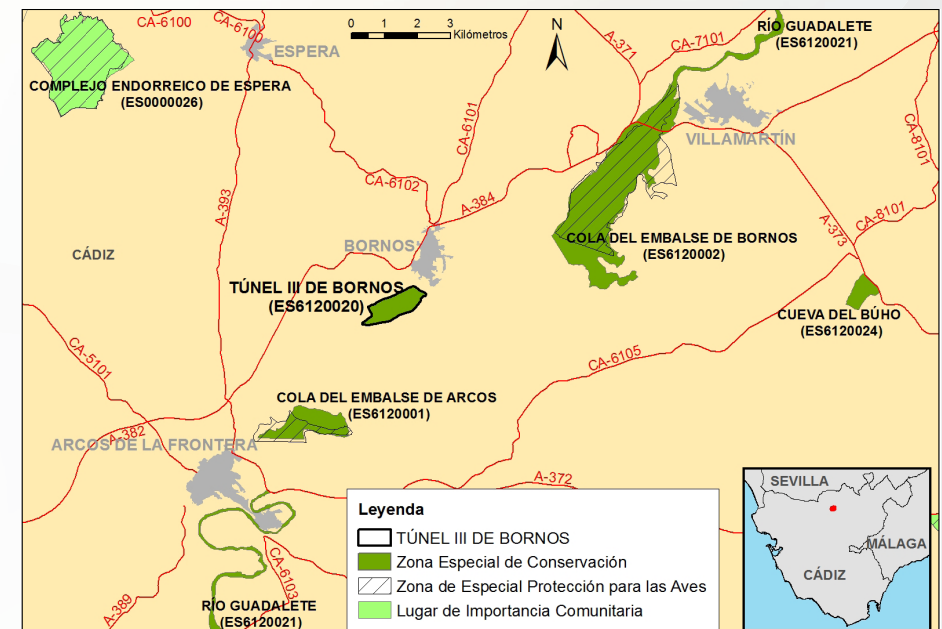 CA-6100
CA-6100
0 1 2 3
Kilómetros
N
ESPERA
A-371
CA-7101
RÍO GUADALETE
(ES6120021)
COMPLEJO ENDORREICO DE ESPERA
(ES0000026)
CA-6101
VILLAMARTÍN
CA-8101
CA-6102
A-393
A-384
CA-8101
A-373
CÁDIZ
BORNOS
COLA DEL EMBALSE DE BORNOS
(ES6120002)
TÚNEL III DE BORNOS
(ES6120020)
CUEVA DEL BÚHO
(ES6120024)
CA-5101
CA-6105
COLA DEL EMBALSE DE ARCOS
(ES6120001)
A-382
ARCOS DE LA FRONTERA
A-372
CA-6103
A-389
RÍO GUADALETE
(ES6120021)
Leyenda
TÚNEL III DE BORNOS
Zona Especial de Conservación
Zona de Especial Protección para las Aves
Lugar de Importancia Comunitaria
SEVILLA
MÁLAGA
CÁDIZ